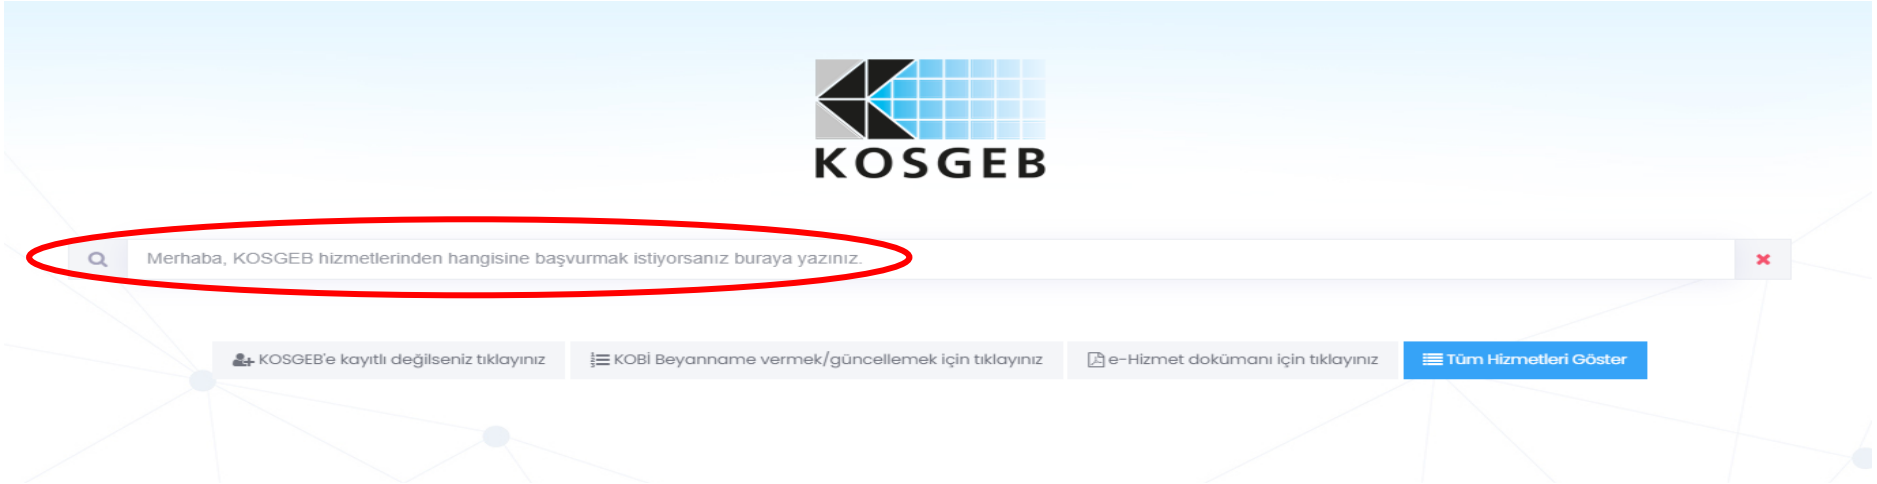 KOSGEB
Merhaba, KOSGEB hizmetlerinden hangisine başvurmak istiyorsanız buraya yazınız.
KOSGEB'e kayıtlı değilseniz tıklayınız
KOBİ Beyanname vermek/güncellemek için tıklayınız
e-Hizmet dokümanı için tıklayınız
Tüm Hizmetleri Göster